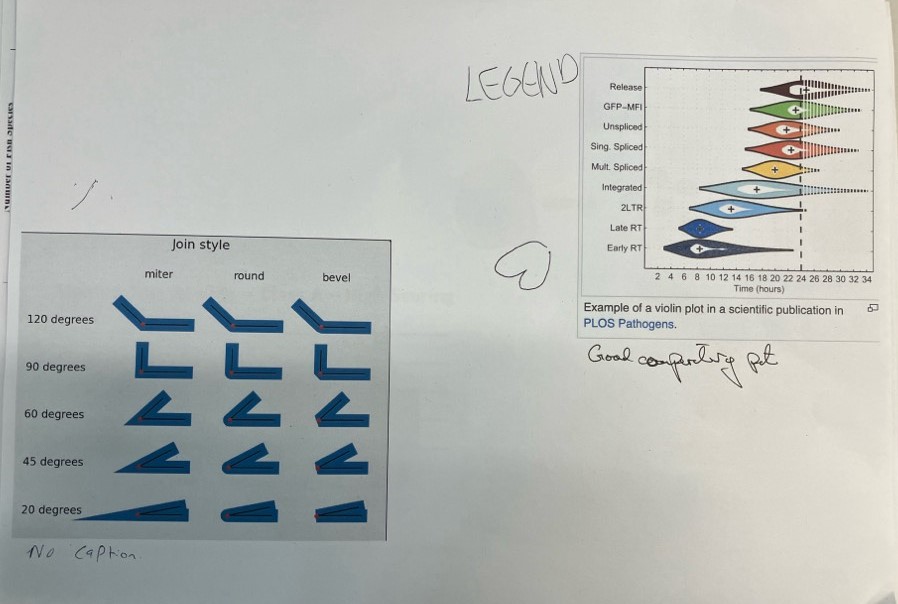 Number of Fish Species
LEGEND
Release
GFP-MFI
Unspliced
Sing. Spliced
Mult. Spliced
Integrated
2LTR
Late RT
Early RT
2 4 6 8 10 12 14 16 18 20 22 24 26 28 30 32 34
Time (hours)
Example of a violin plot in a scientific publication in
PLOS Pathogens.
Good
Join style
miter round bevel
120 degrees
90 degrees
60 degrees
45 degrees
20 degrees
No caption.